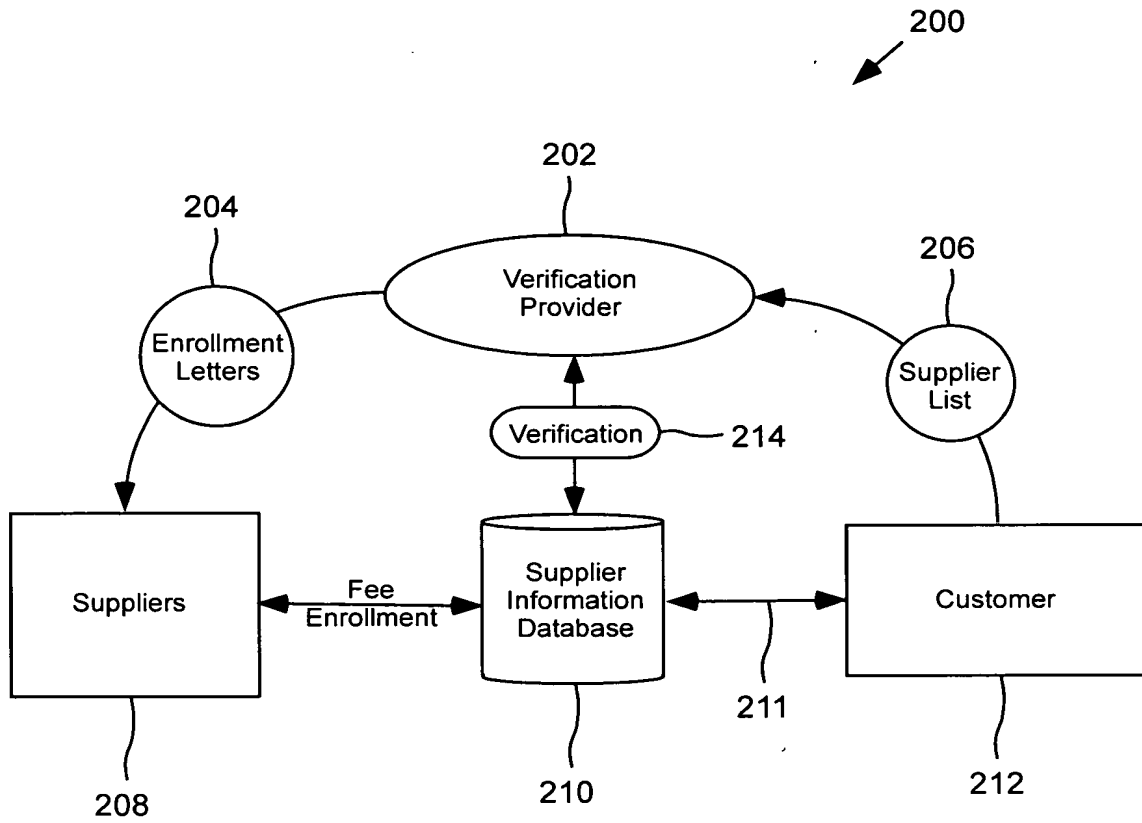 200
202
204
206
Verification
Provider
Enrollment
Letters
Supplier
List
Verification
214
Suppliers
Fee
Enrollment
Supplier
Information
Database
Customer
211
208
210
212